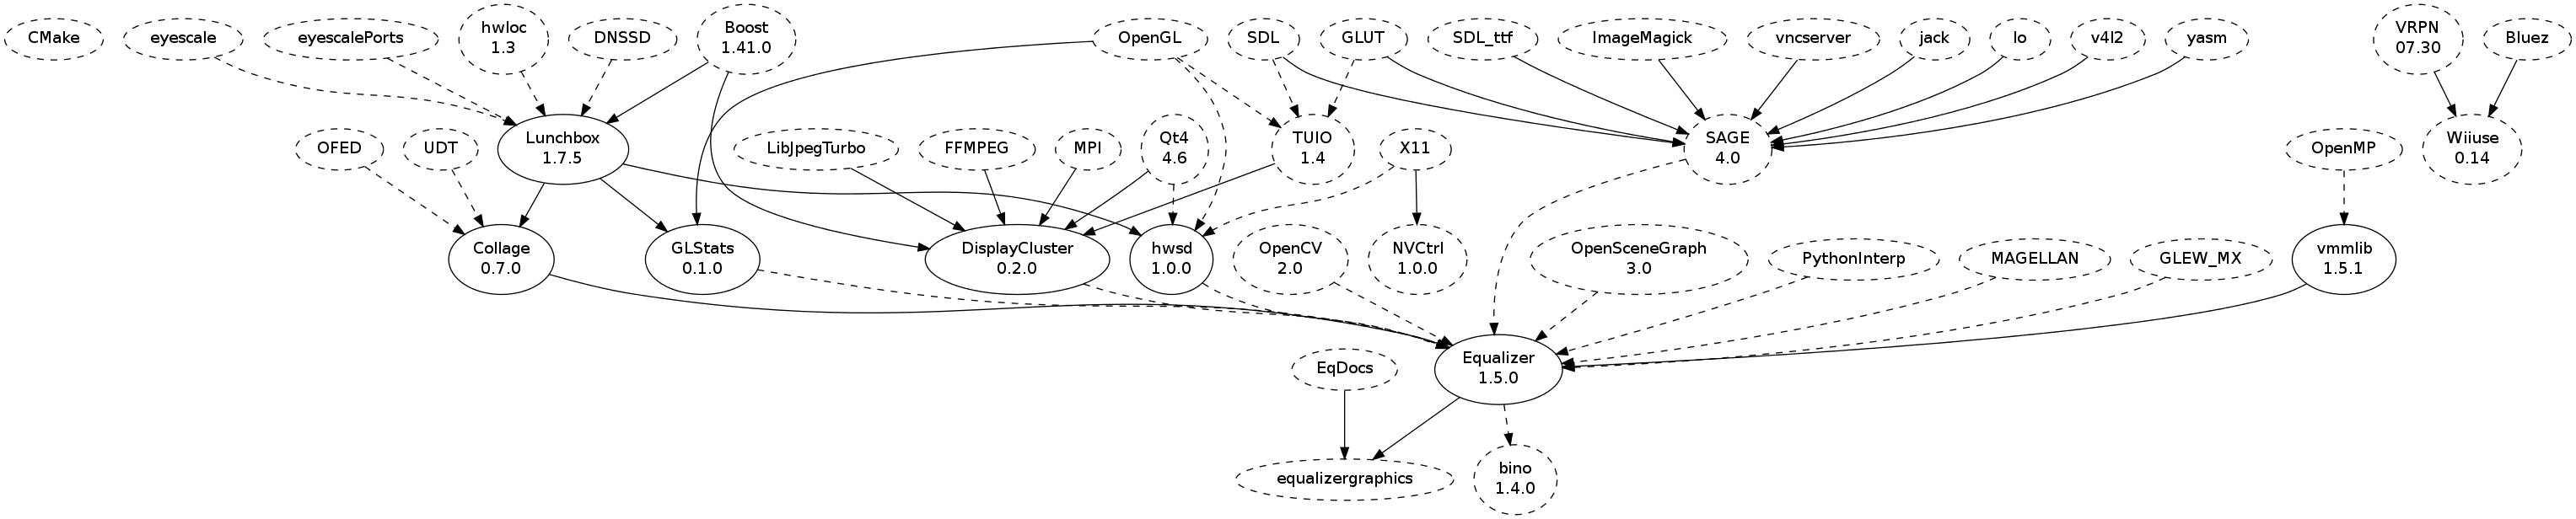 CMake
eyescale
eyescalePorts
hwloc
1.3
DNSSD
Boost
1.41.0
OpenGL
SDL
GLUT
SDL_ttf
ImageMagick
vncserver
jack
lo
v4l2
yasm
VRPN
07.30
Bluez
OFED
UDT
Lunchbox
1.7.5
LibJpegTurbo
FFMPEG
MPI
Qt4
4.6
TUIO
1.4
X11
SAGE
4.0
OpenMP
Wiiuse
0.14
Collage
0.7.0
GLStats
0.1.0
DisplayCluster
0.2.0
hwsd
1.0.0
OpenCV
2.0
NVCtrl
1.0.0
OpenSceneGraph
3.0
PythonInterp
MAGELLAN
GLEW_MX
vmmlib
1.5.1
EqDocs
Equalizer
1.5.0
equalizergraphics
bino
1.4.0